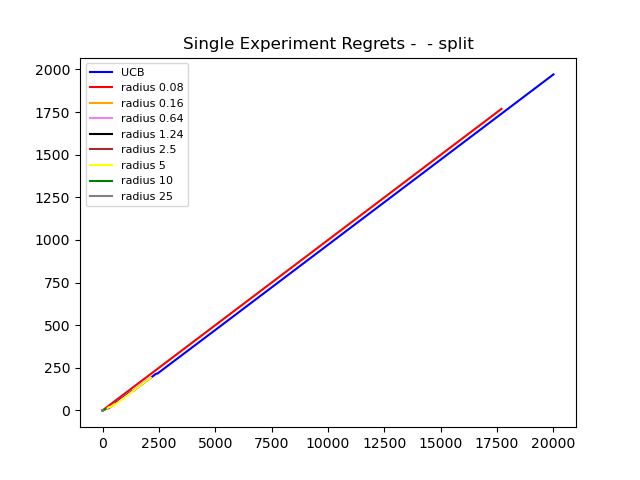 Single Experiment Regrets -  - split
UCB
radius 0.08
radius 0.16
radius 0.64
radius 1.24
radius 2.5
radius 5
radius 10
radius 25
2000
1750
1500
1250
1000
750
500
250
0
0 2500 5000 7500 10000 12500 15000 17500 20000